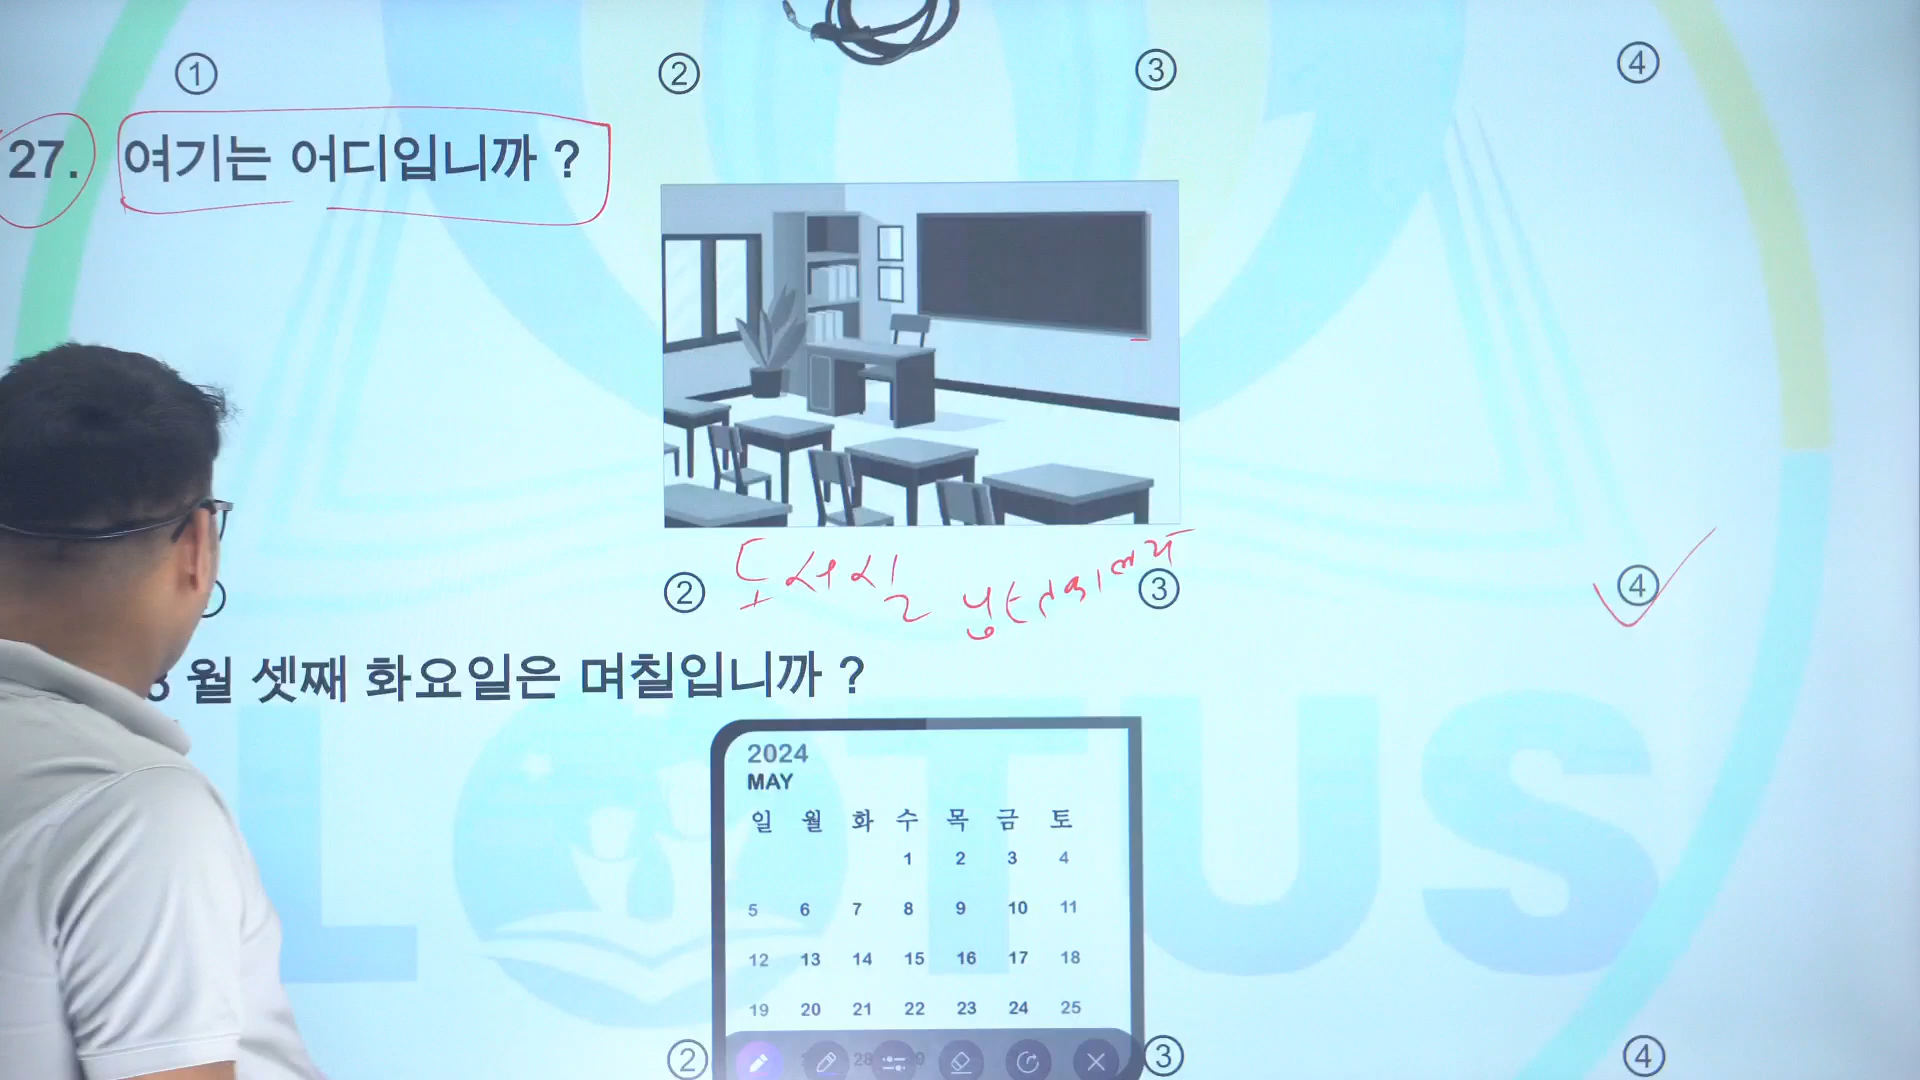 ① ② ③ ④
27. 여기는 어디입니까 ?
② 도서실 ③ ④
월 셋째 화요일은 며칠입니까 ?
2024
MAY
일 월 화 수 목 금 토
1 2 3 4
5 6 7 8 9 10 11
12 13 14 15 16 17 18
19 20 21 22 23 24 25
28
② ③ ④
LOTUS